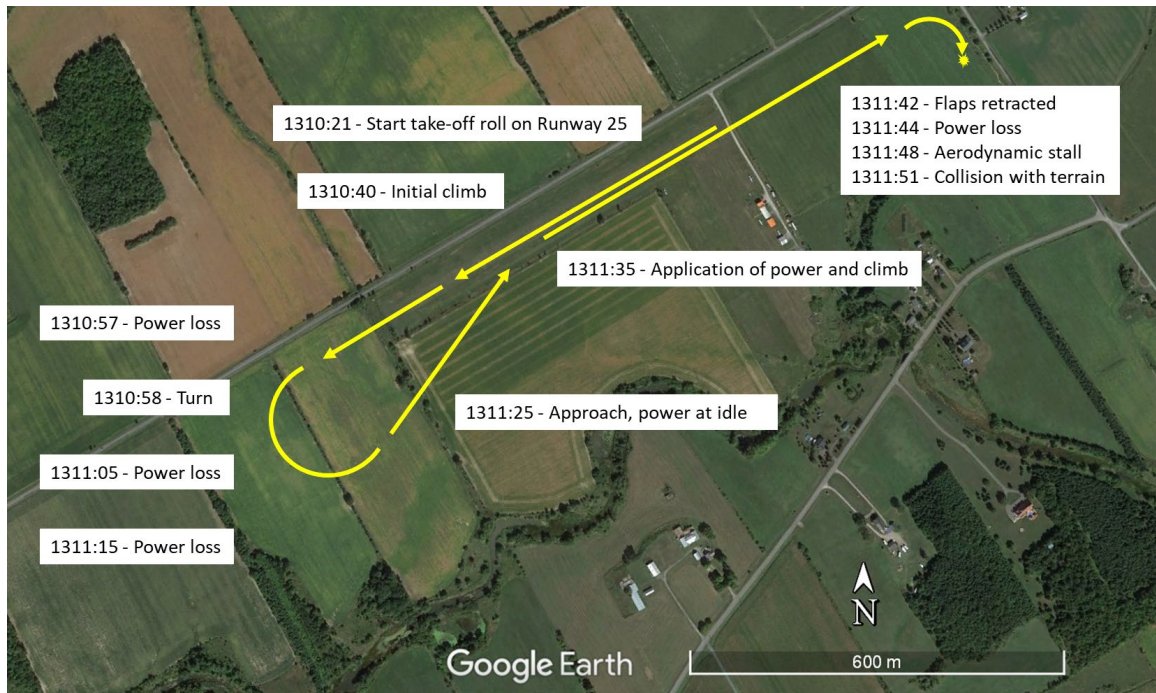 1310:21 - Start take-off roll on Runway 25
1311:42 - Flaps retracted
1311:44 - Power loss
1311:48 - Aerodynamic stall
1311:51 - Collision with terrain
1310:40 - Initial climb
1311:35 - Application of power and climb
1310:57 - Power loss
1310:58 - Turn
1311:25 - Approach, power at idle
1311:05 - Power loss
1311:15 - Power loss
N
Google Earth
600 m